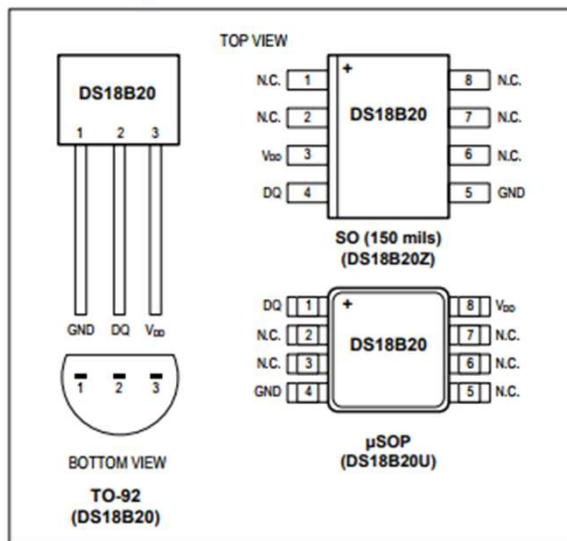 DS18B20
1 2 3
GND DQ VDD
1 2 3
BOTTOM VIEW
TO-92
(DS18B20)
TOP VIEW
N.C. 1 + 8 N.C.
N.C. 2 DS18B20 7 N.C.
VDD 3 6 N.C.
DQ 4 5 GND
SO (150 mils)
(DS18B20Z)
DQ 1 + 8 VDD
N.C. 2 DS18B20 7 N.C.
N.C. 3 6 N.C.
GND 4 5 N.C.
µSOP
(DS18B20U)